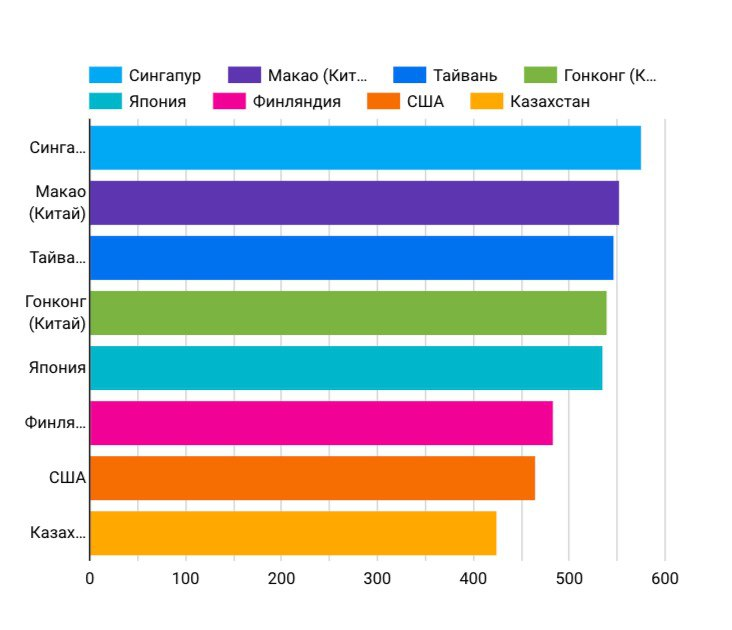 Сингапур Макао (Кит... Тайвань Гонконг (К...
Япония Финляндия США Казахстан
Синга...
Макао
(Китай)
Тайва...
Гонконг
(Китай)
Япония
Финля...
США
Казах...
0 100 200 300 400 500 600